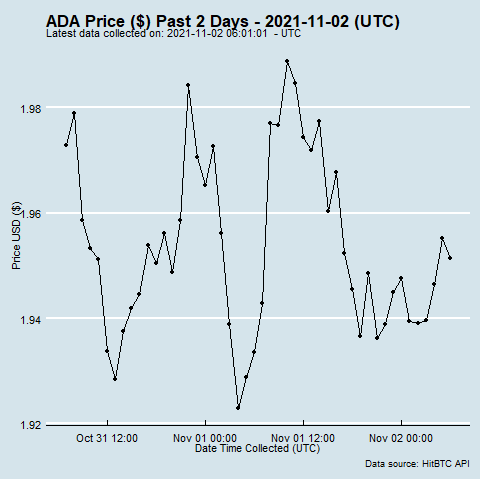 ADA Price ($) Past 2 Days - 2021-11-02 (UTC)
Latest data collected on: 2021-11-02 06:01:01 - UTC
1.98
1.96
1.94
1.92
Price USD ($)
Oct 31 12:00
Nov 01 00:00
Nov 01 12:00
Nov 02 00:00
Date Time Collected (UTC)
Data source: HitBTC API